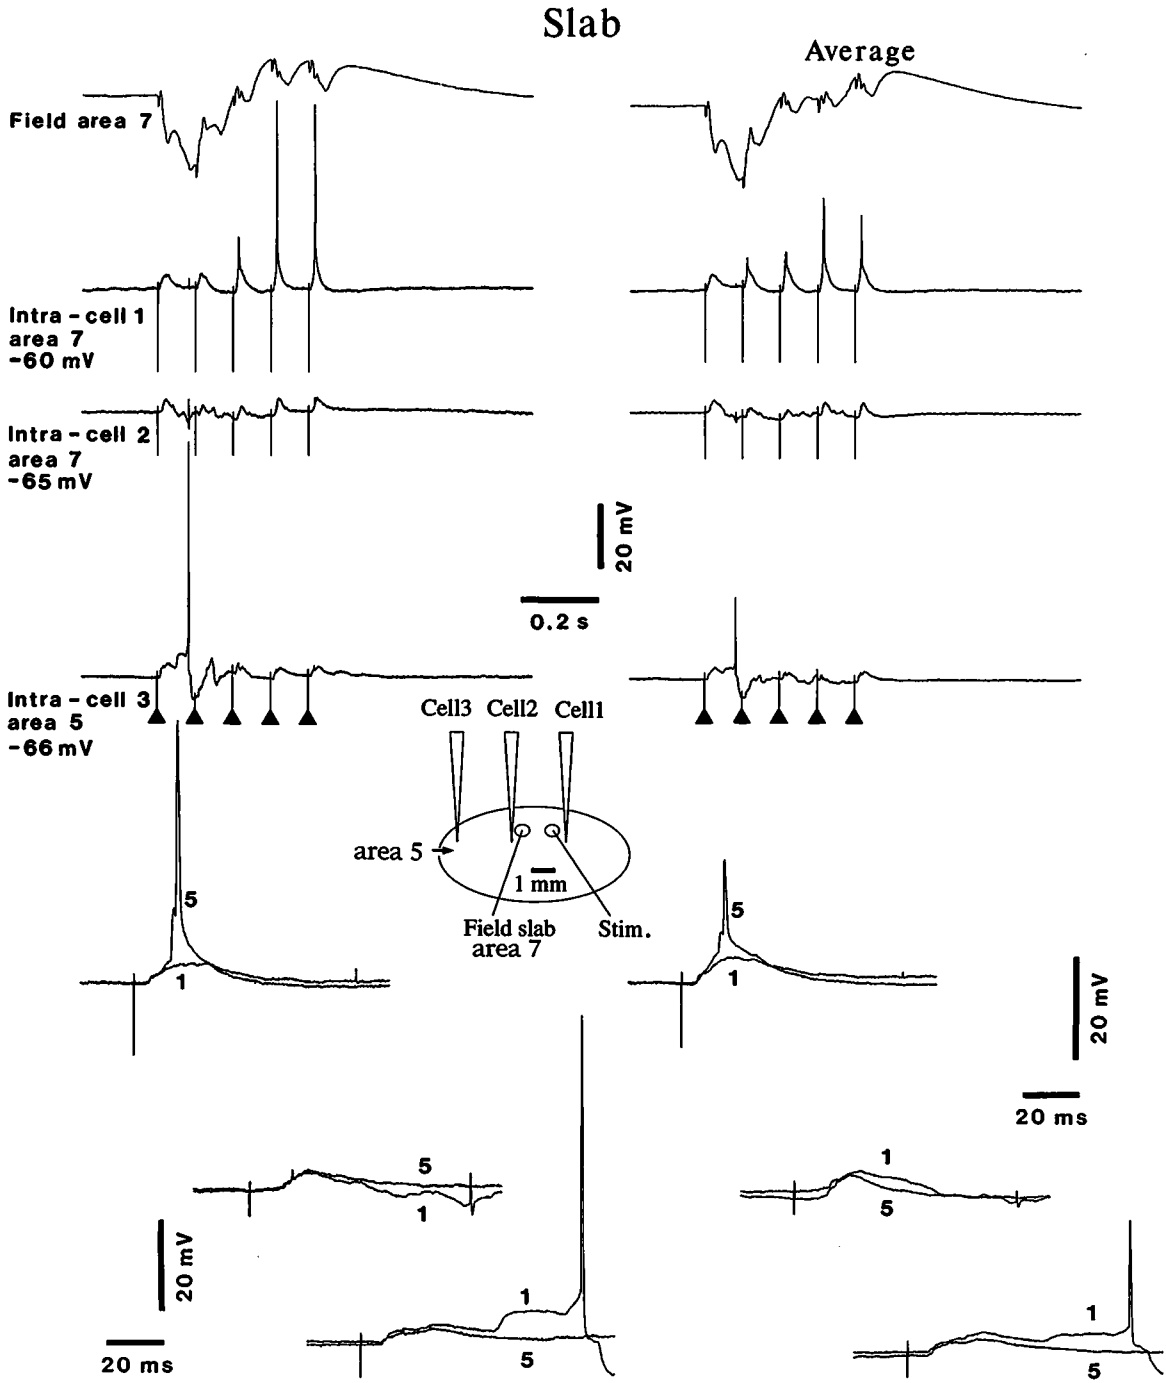 Slab
Average
Field area 7
Intra - cell 1
area 7
-60 mV
Intra - cell 2
area 7
-65 mV
20 mV
0.2 s
Intra - cell 3
area 5
-66 mV
Cell3 Cell2 Cell1
area 5
1 mm
Field slab
area 7
Stim.
5
1
5
1
20 mV
20 ms
5
1
1
5
20 mV
20 ms
1
5
1
5